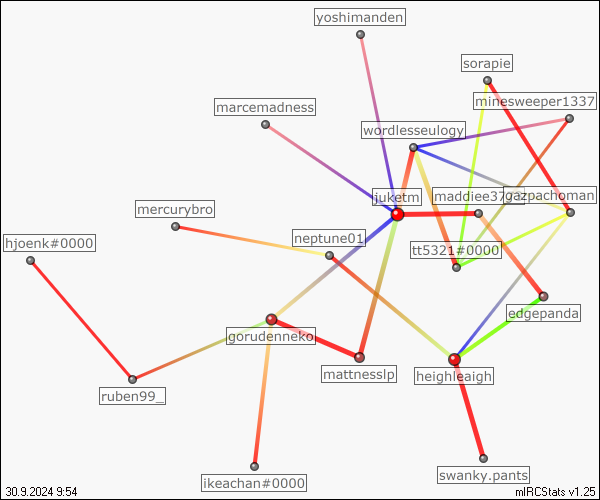 yoshimanden
sorapie
marcemadness
minesweeper1337
wordlesseulogy
juketm
maddiee37
gazpachoman
mercurybro
neptune01
hjoenk#0000
tt5321#0000
edgepanda
gorudenneko
mattnesslp
heighleaigh
ruben99_
ikeachan#0000
swanky.pants
30.9.2024 9:54
mIRCStats v1.25